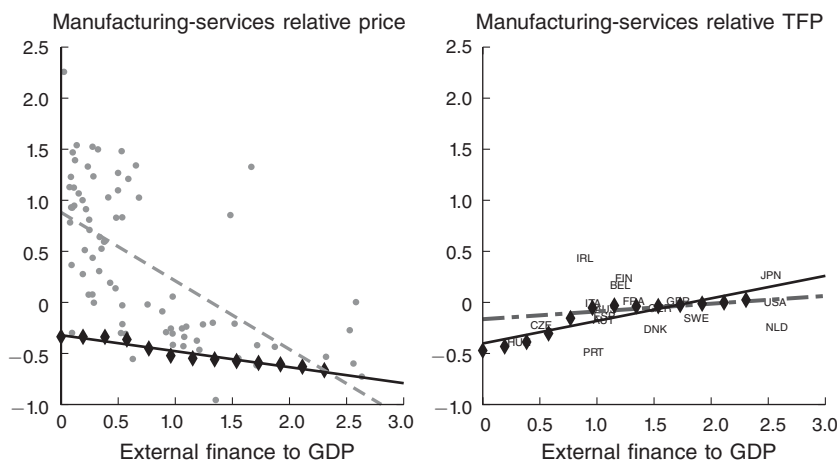 Manufacturing-services relative price
2.5
2.0
1.5
1.0
0.5
0
−0.5
−1.0
0
0.5
1.0
1.5
2.0
2.5
3.0
External finance to GDP
Manufacturing-services relative TFP
2.5
2.0
1.5
1.0
0.5
0
−0.5
−1.0
IRL
FIN
BEL
JPN
ITA
FRA
GBR
USA
AUT
CZE
SWE
DNK
NLD
HUN
PRT
0
0.5
1.0
1.5
2.0
2.5
3.0
External finance to GDP